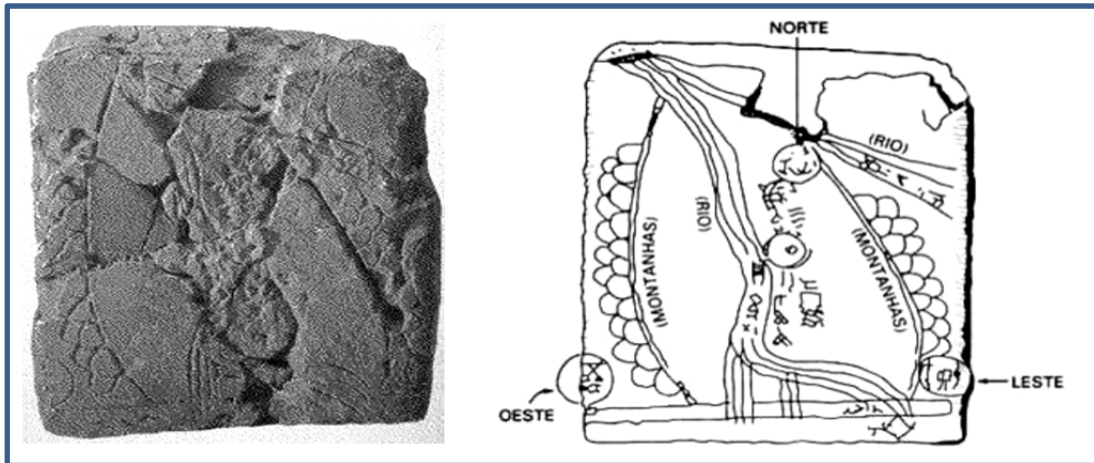 NORTE
(RIO)
(RIO)
(MONTANHAS)
(MONTANHAS)
OESTE
LESTE